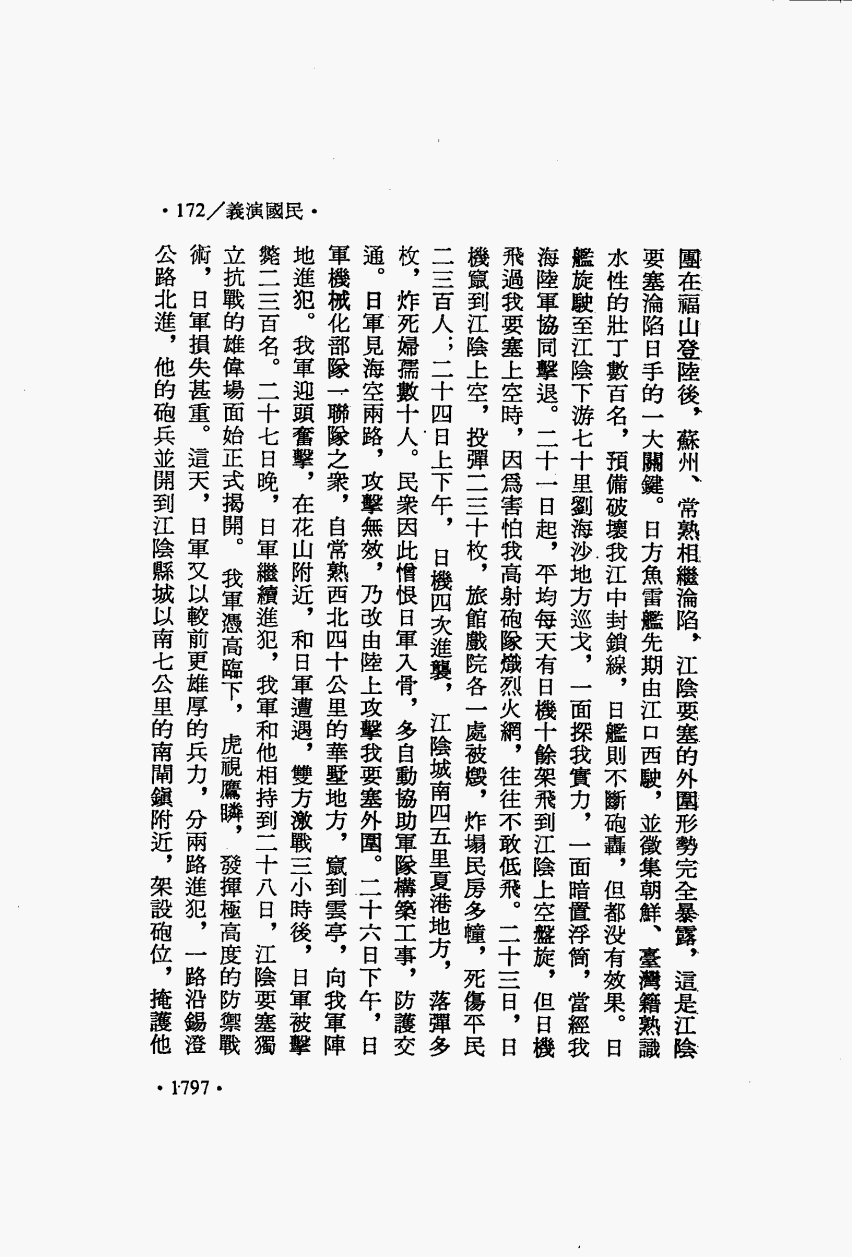 ・172／義演國民・
團在福山登陸後，蘇州、常熟相繼淪陷，江陰要塞的外圍形勢完全暴露，這是江陰
要塞淪陷日手的一大關鍵。日方魚雷艦先期由江口西駛，並徵集朝鮮、臺灣籍熟識
水性的壯丁數百名，預備破壞我江中封鎖線，日艦則不斷砲轟，但都没有效果。日
艦旋駛至江陰下游七十里劉海沙地方巡戈，一面探我實力，一面暗置浮筒，當經我
海陸軍協同擊退。二十一日起，平均每天有日機十餘架飛到江陰上空盤旋，但日機
飛過我要塞上空時，因爲害怕我高射砲隊熾烈火網，往往不敢低飛。二十三日，日
機竄到江陰上空，投彈二三十枚，旅館戲院各一處被燬，炸塌民房多幢，死傷平民
二三百人；二十四日上下午，日機四次進襲，江陰城南四五里夏港地方，落彈多
枚，炸死婦孺數十人。民衆因此憎恨日軍入骨，多自動協助軍隊構築工事，防護交
通。日軍見海空兩路，攻擊無效，乃改由陸上攻擊我要塞外圍。二十六日下午，日
軍機械化部隊一聯隊之衆，自常熟西北四十公里的華墅地方，竄到雲亭，向我軍陣
地進犯。我軍迎頭奮擊，在花山附近，和日軍遭遇，雙方激戰三小時後，日軍被擊
斃二三百名。二十七日晚，日軍繼續進犯，我軍和他相持到二十八日，江陰要塞獨
立抗戰的雄偉場面始正式揭開。我軍憑高臨下，虎視鷹瞵，發揮極高度的防禦戰
術，日軍損失甚重。這天，日軍又以較前更雄厚的兵力，分兩路進犯，一路沿錫澄
公路北進，他的砲兵並開到江陰縣城以南七公里的南閘鎭附近，架設砲位，掩護他
・1797・